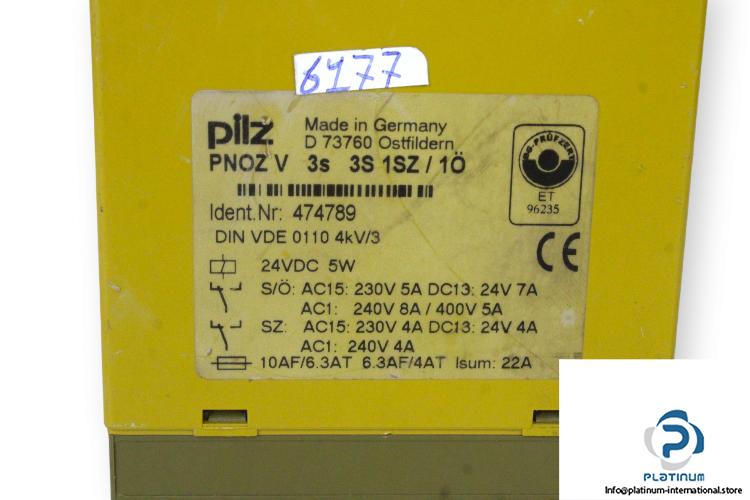 6177
pilz Made in Germany
D 73760 Ostfildern
PNOZ V 3s 3S 1SZ / 1Ö
Ident.Nr: 474789
DIN VDE 0110 4kV/3
24VDC 5W
S/Ö: AC15: 230V 5A DC13: 24V 7A
AC1: 240V 8A / 400V 5A
SZ: AC15: 230V 4A DC13: 24V 4A
AC1: 240V 4A
10AF/6.3AT 6.3AF/4AT Isum: 22A
BG-PRÜFZERT
ET
96235
CE
PLATINUM
Info@platinum-international.store